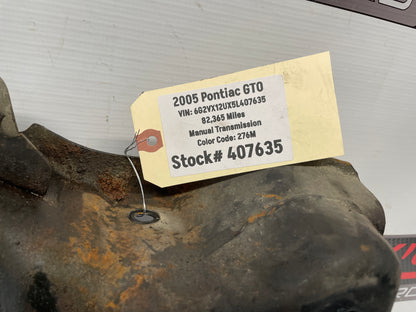 2005 Pontiac GTO
VIN: 6G2VX12UX5L407635
82,365 Miles
Manual Transmission
Color Code: 276M
Stock# 407635